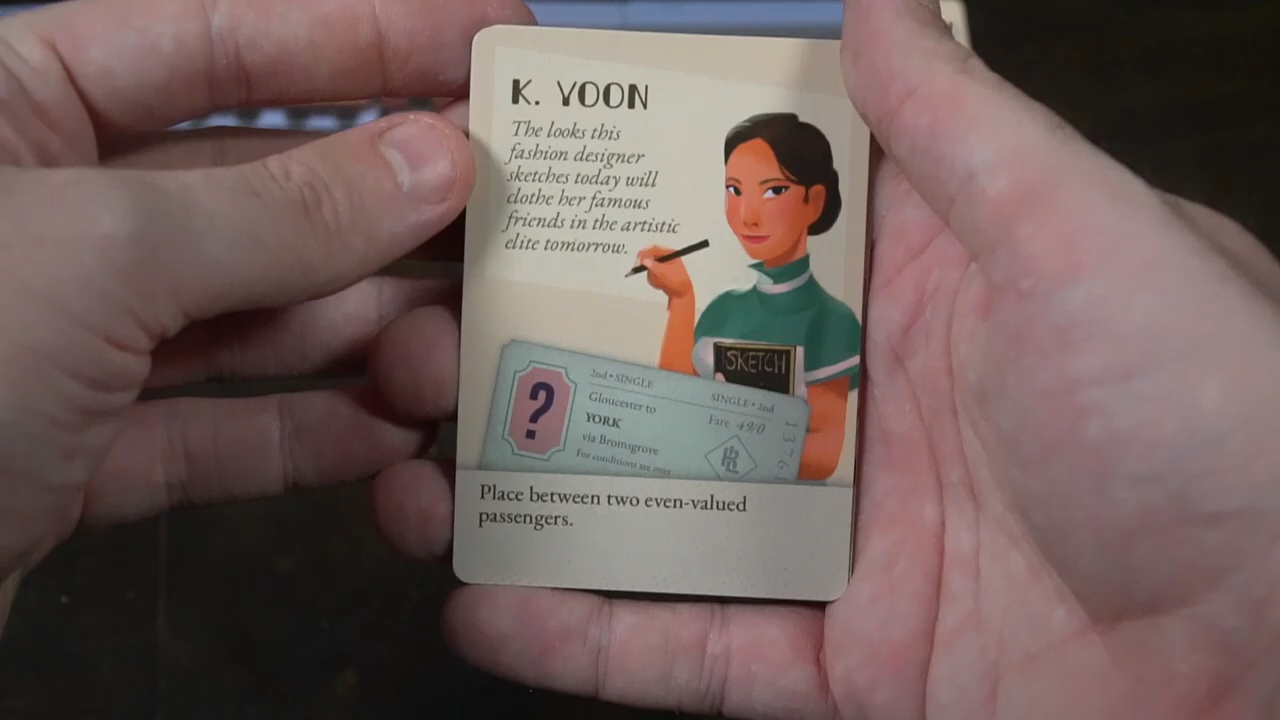 K. YOON
The looks this
fashion designer
sketches today will
clothe her famous
friends in the artistic
elite tomorrow.
SKETCH
?
2nd • SINGLE
SINGLE • 2nd
Gloucester to
Fare 49/0
YORK
via Bromsgrove
For conditions see over
1376
Place between two even-valued
passengers.